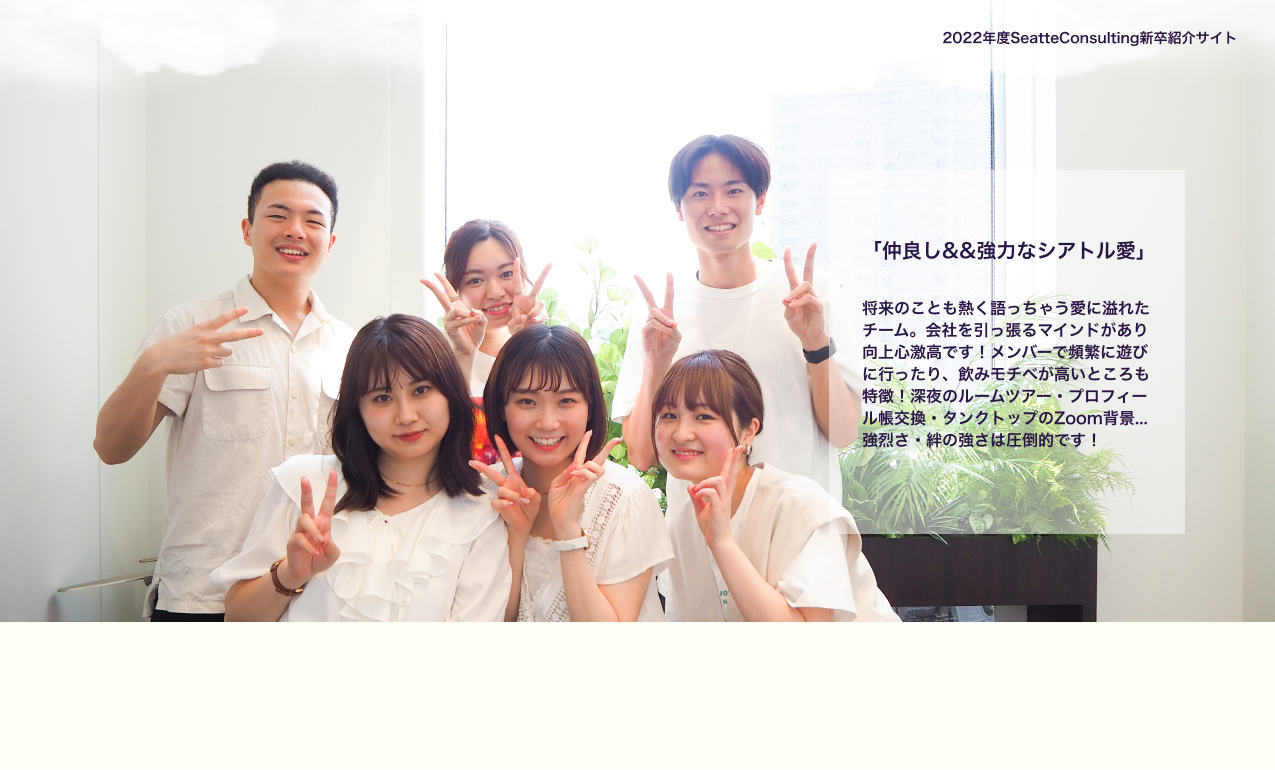 2022年度SeatteConsulting新卒紹介サイト
「仲良し&&強力なシアトル愛」
将来のことも熱く語っちゃう愛に溢れた
チーム。会社を引っ張るマインドがあり
向上心激高です！メンバーで頻繁に遊び
に行ったり、飲みモチベが高いところも
特徴！深夜のルームツアー・プロフィー
ル帳交換・タンクトップのZoom背景...
強烈さ・絆の強さは圧倒的です！